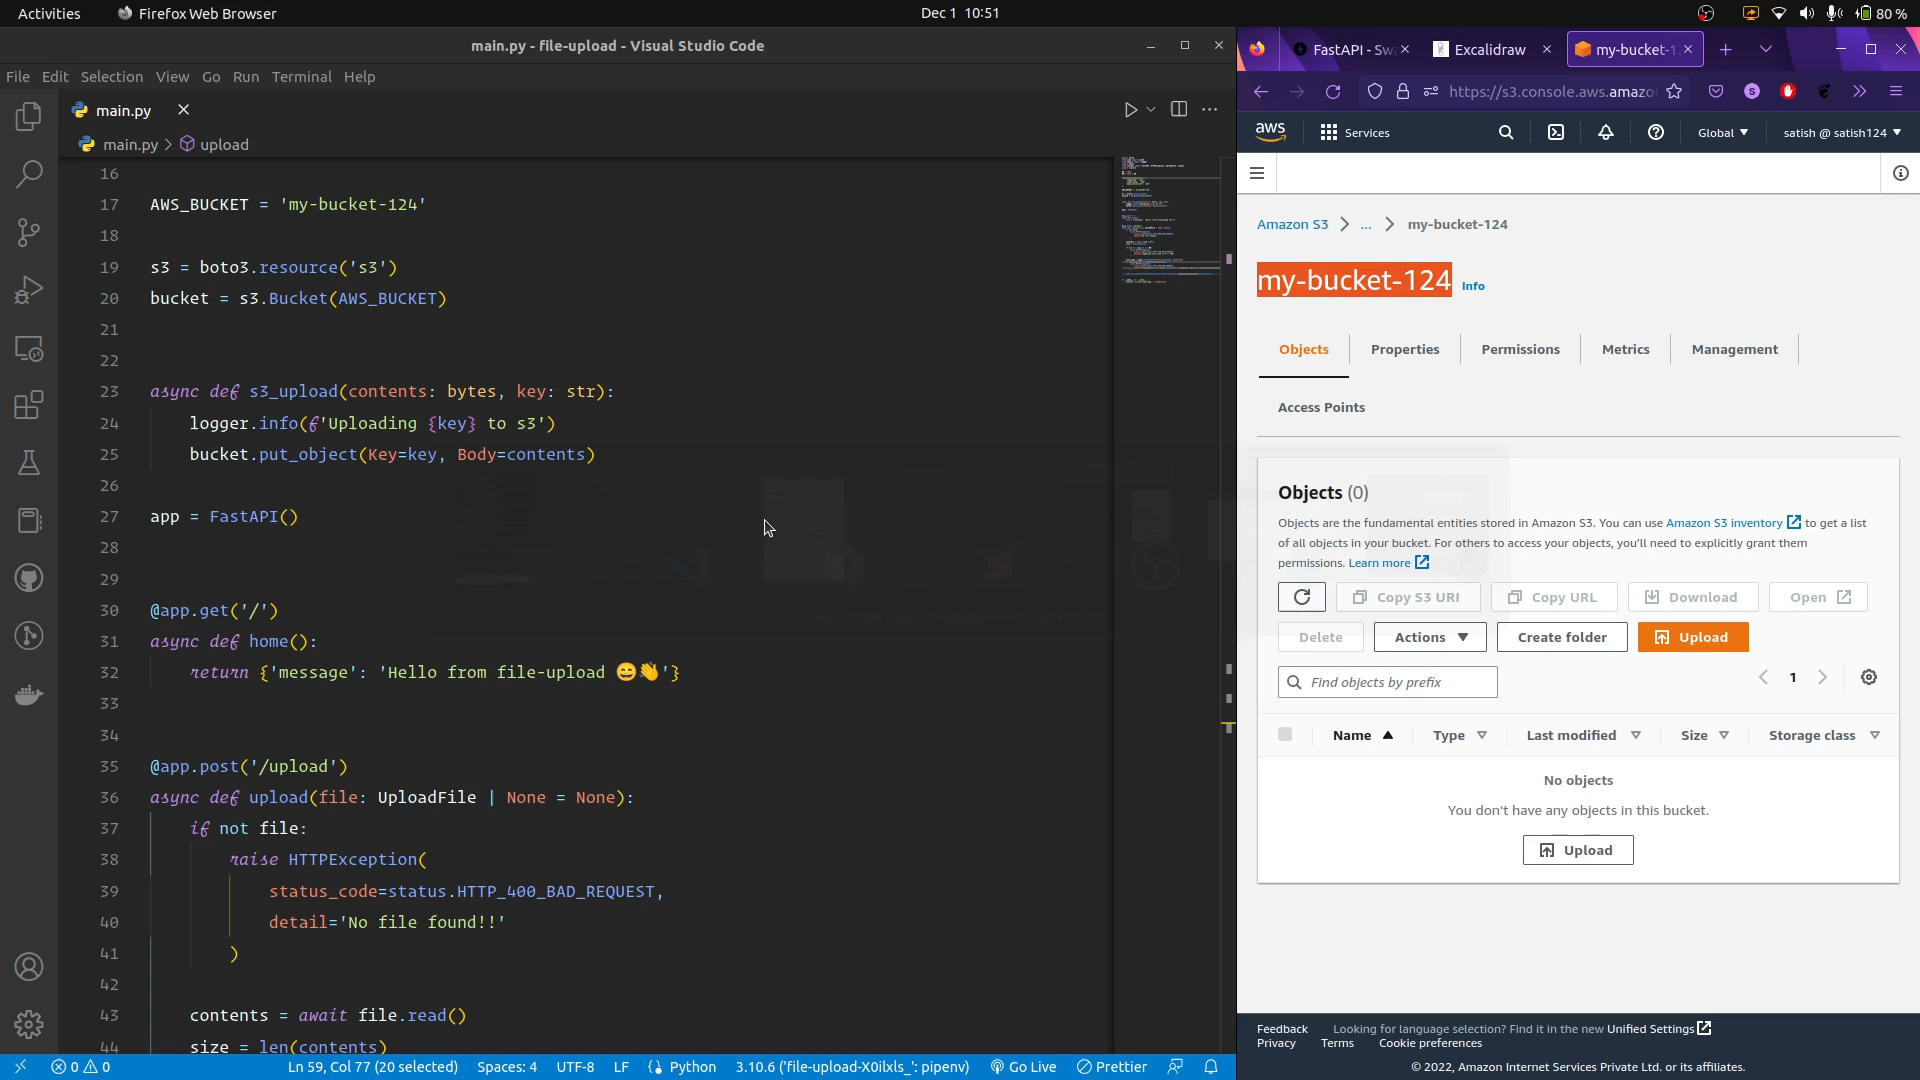 Activities
Firefox Web Browser
Dec 1 10:51
80 %
main.py - file-upload - Visual Studio Code
File Edit Selection View Go Run Terminal Help
main.py
main.py > upload
16
17 AWS_BUCKET = 'my-bucket-124'
18
19 s3 = boto3.resource('s3')
20 bucket = s3.Bucket(AWS_BUCKET)
21
22
23 async def s3_upload(contents: bytes, key: str):
24 logger.info(f'Uploading {key} to s3')
25 bucket.put_object(Key=key, Body=contents)
26
27 app = FastAPI()
28
29
30 @app.get('/')
31 async def home():
32 return {'message': 'Hello from file-upload 😄👋'}
33
34
35 @app.post('/upload')
36 async def upload(file: UploadFile | None = None):
37 if not file:
38 raise HTTPException(
39 status_code=status.HTTP_400_BAD_REQUEST,
40 detail='No file found!!'
41 )
42
43 contents = await file.read()
44 size = len(contents)
0 0
Ln 59, Col 77 (20 selected) Spaces: 4 UTF-8 LF Python 3.10.6 ('file-upload-X0ilxls_': pipenv) Go Live Prettier
FastAPI - Swa
Excalidraw
my-bucket-1
https://s3.console.aws.amazo
aws
Services
Global
satish @ satish124
Amazon S3 > ... > my-bucket-124
my-bucket-124 Info
Objects Properties Permissions Metrics Management
Access Points
Objects (0)
Objects are the fundamental entities stored in Amazon S3. You can use Amazon S3 inventory to get a list
of all objects in your bucket. For others to access your objects, you'll need to explicitly grant them
permissions. Learn more
Copy S3 URI Copy URL Download Open
Delete Actions Create folder Upload
Find objects by prefix
1
Name Type Last modified Size Storage class
No objects
You don't have any objects in this bucket.
Upload
Feedback Looking for language selection? Find it in the new Unified Settings
Privacy Terms Cookie preferences
© 2022, Amazon Internet Services Private Ltd. or its affiliates.